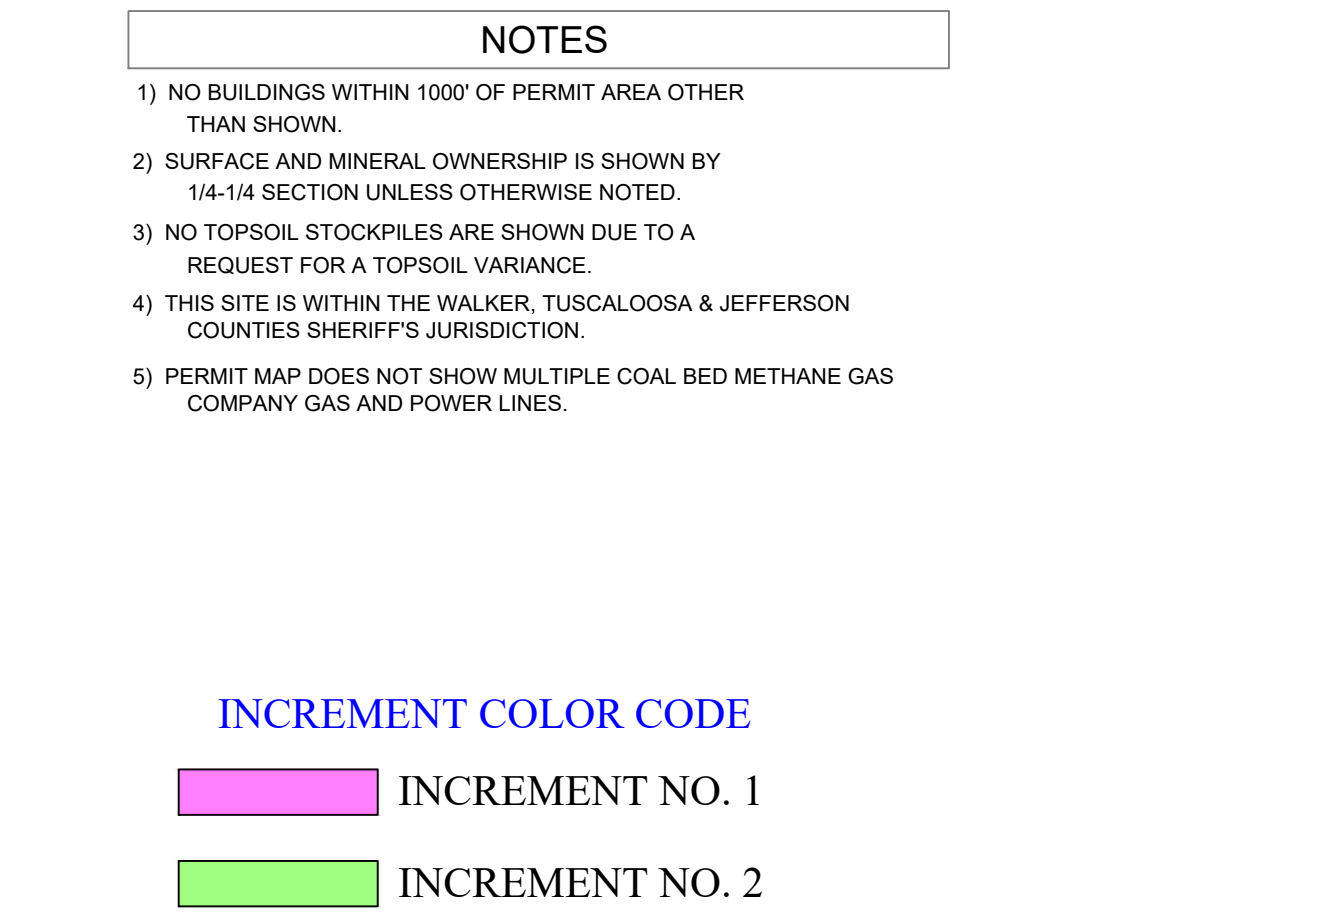 NOTES
1) NO BUILDINGS WITHIN 1000' OF PERMIT AREA OTHER
THAN SHOWN.
2) SURFACE AND MINERAL OWNERSHIP IS SHOWN BY
1/4-1/4 SECTION UNLESS OTHERWISE NOTED.
3) NO TOPSOIL STOCKPILES ARE SHOWN DUE TO A
REQUEST FOR A TOPSOIL VARIANCE.
4) THIS SITE IS WITHIN THE WALKER, TUSCALOOSA & JEFFERSON
COUNTIES SHERIFF'S JURISDICTION.
5) PERMIT MAP DOES NOT SHOW MULTIPLE COAL BED METHANE GAS
COMPANY GAS AND POWER LINES.
INCREMENT COLOR CODE
INCREMENT NO. 1
INCREMENT NO. 2